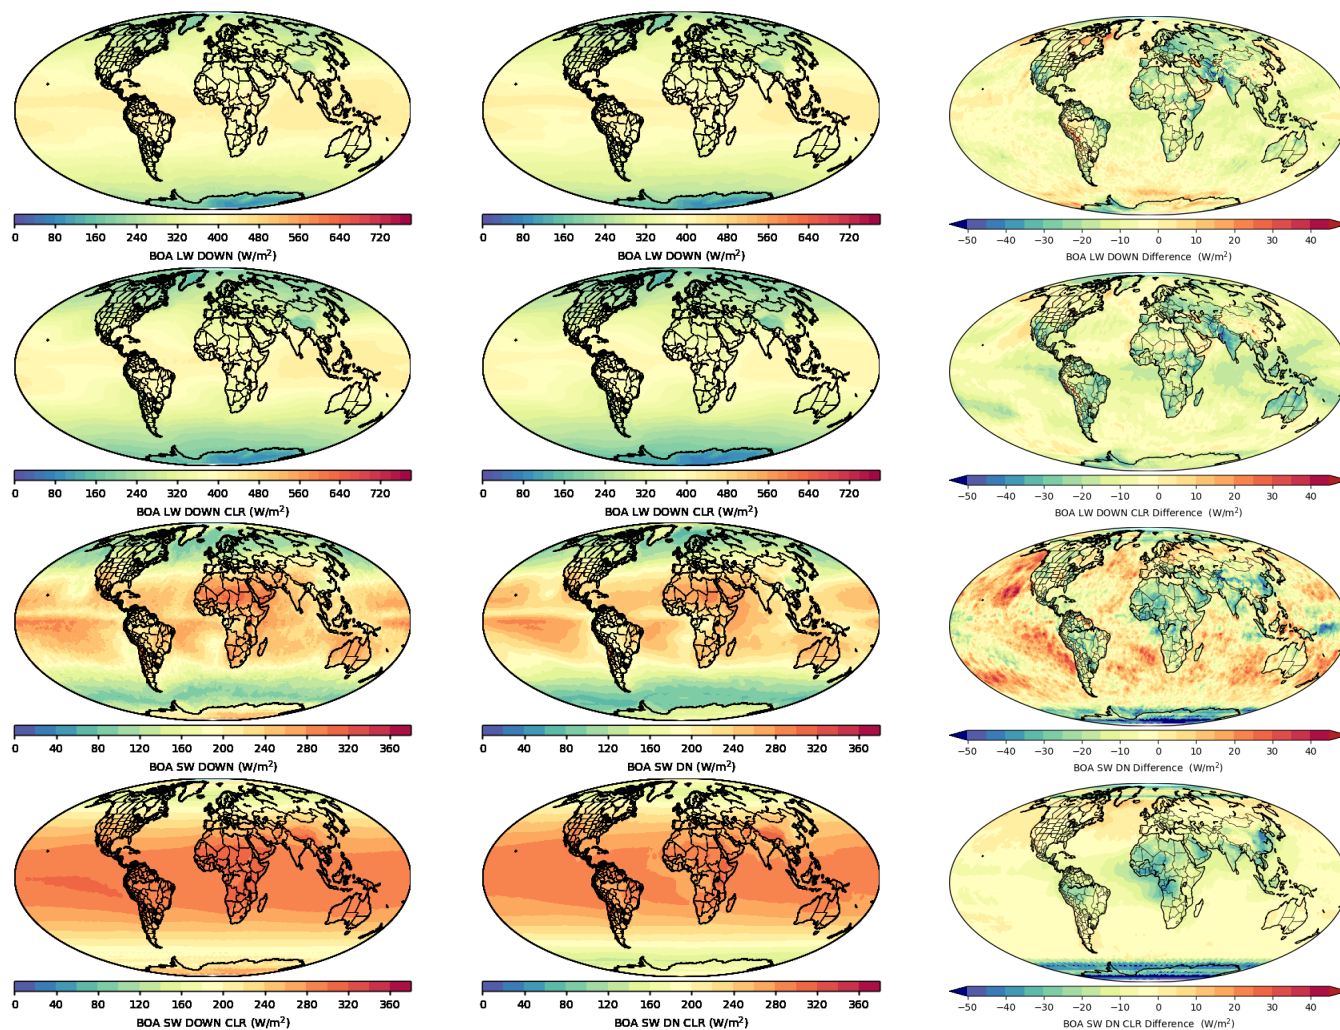 0 80 160 240 320 400 480 560 640 720
BOA LW DOWN (W/m²)
0 80 160 240 320 400 480 560 640 720
BOA LW DOWN (W/m²)
−50 −40 −30 −20 −10 0 10 20 30 40
BOA LW DOWN Difference (W/m²)
0 80 160 240 320 400 480 560 640 720
BOA LW DOWN CLR (W/m²)
0 80 160 240 320 400 480 560 640 720
BOA LW DOWN CLR (W/m²)
−50 −40 −30 −20 −10 0 10 20 30 40
BOA LW DOWN CLR Difference (W/m²)
0 40 80 120 160 200 240 280 320 360
BOA SW DOWN (W/m²)
0 40 80 120 160 200 240 280 320 360
BOA SW DN (W/m²)
−50 −40 −30 −20 −10 0 10 20 30 40
BOA SW DN Difference (W/m²)
0 40 80 120 160 200 240 280 320 360
BOA SW DOWN CLR (W/m²)
0 40 80 120 160 200 240 280 320 360
BOA SW DN CLR (W/m²)
−50 −40 −30 −20 −10 0 10 20 30 40
BOA SW DN CLR Difference (W/m²)